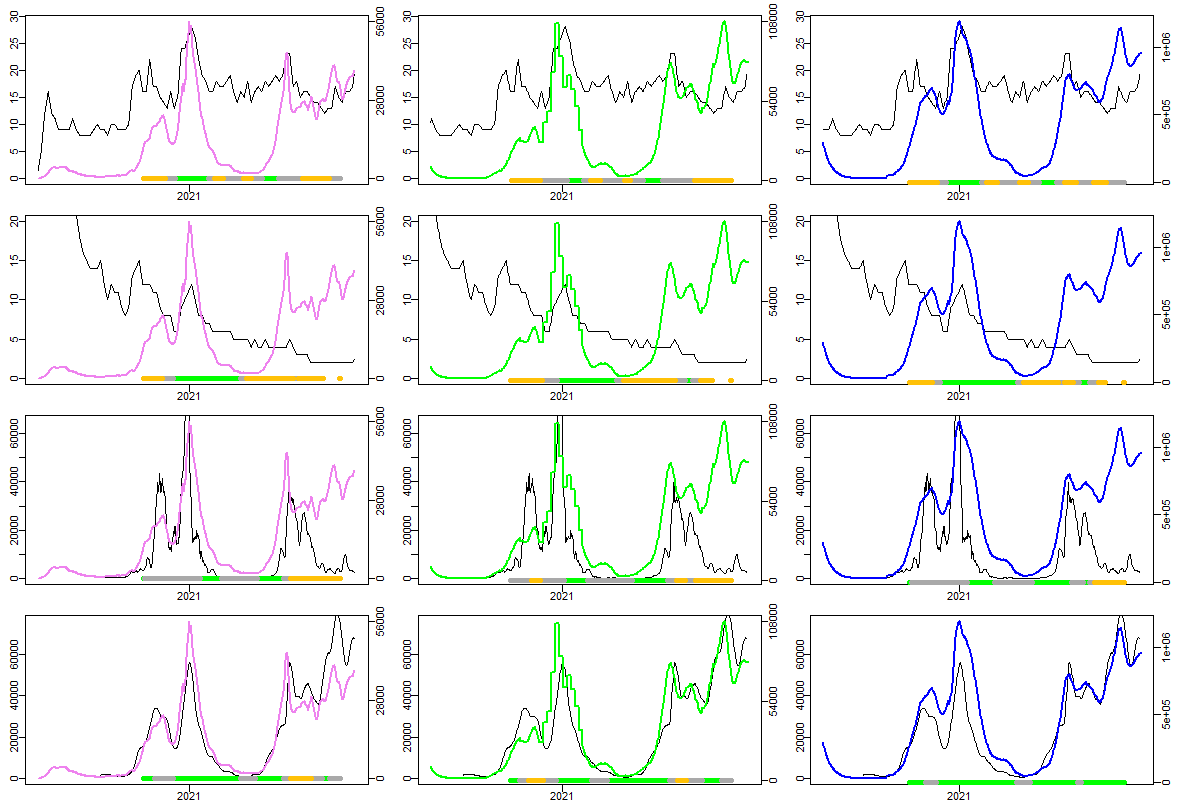 30 25 20 15 10 5 0 56000 28000 0 2021
30 25 20 15 10 5 0 108000 54000 0 2021
30 25 20 15 10 5 0 1e+06 5e+05 0 2021
20 15 10 5 0 56000 28000 0 2021
20 15 10 5 0 108000 54000 0 2021
20 15 10 5 0 1e+06 5e+05 0 2021
60000 40000 20000 0 56000 28000 0 2021
60000 40000 20000 0 108000 54000 0 2021
60000 40000 20000 0 1e+06 5e+05 0 2021
60000 40000 20000 0 56000 28000 0 2021
60000 40000 20000 0 108000 54000 0 2021
60000 40000 20000 0 1e+06 5e+05 0 2021